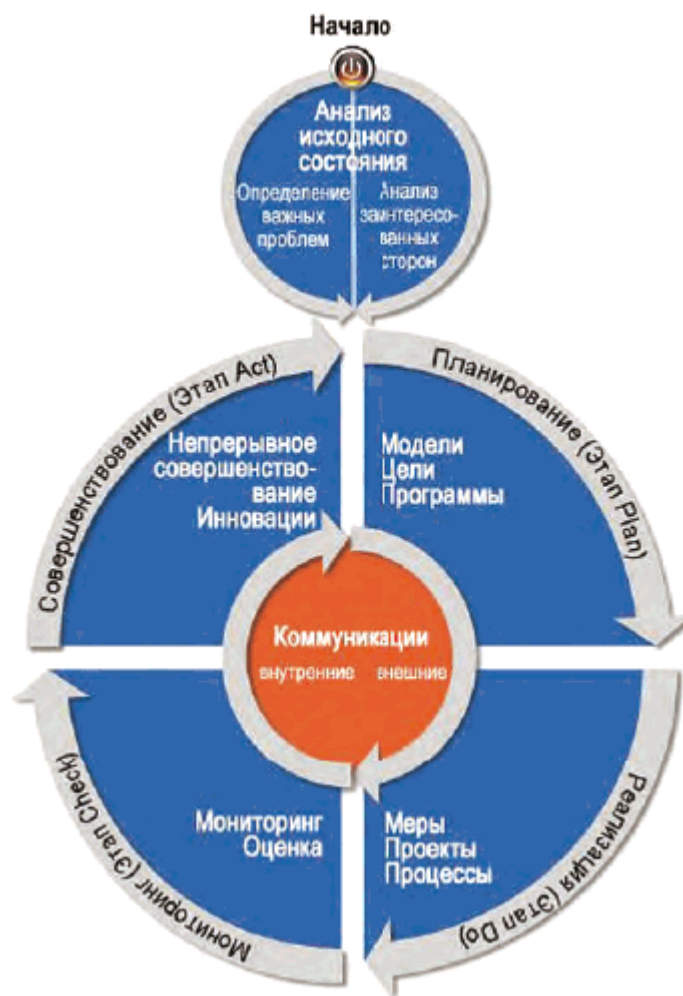 Начало
Анализ
исходного
состояния
Определение
важных
проблем
Анализ
заинтересо-
ванных
сторон
Совершенствование (Этап Act)
Планирование (Этап Plan)
Непрерывное
совершенство-
вание
Инновации
Модели
Цели
Программы
Коммуникации
внутренние внешние
Мониторинг
Оценка
Меры
Проекты
Процессы
Мониторинг (Этап Check)
Реализация (Этап Do)